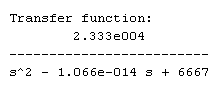 Transfer function:
2.333e004
-------------------------
s^2 - 1.066e-014 s + 6667